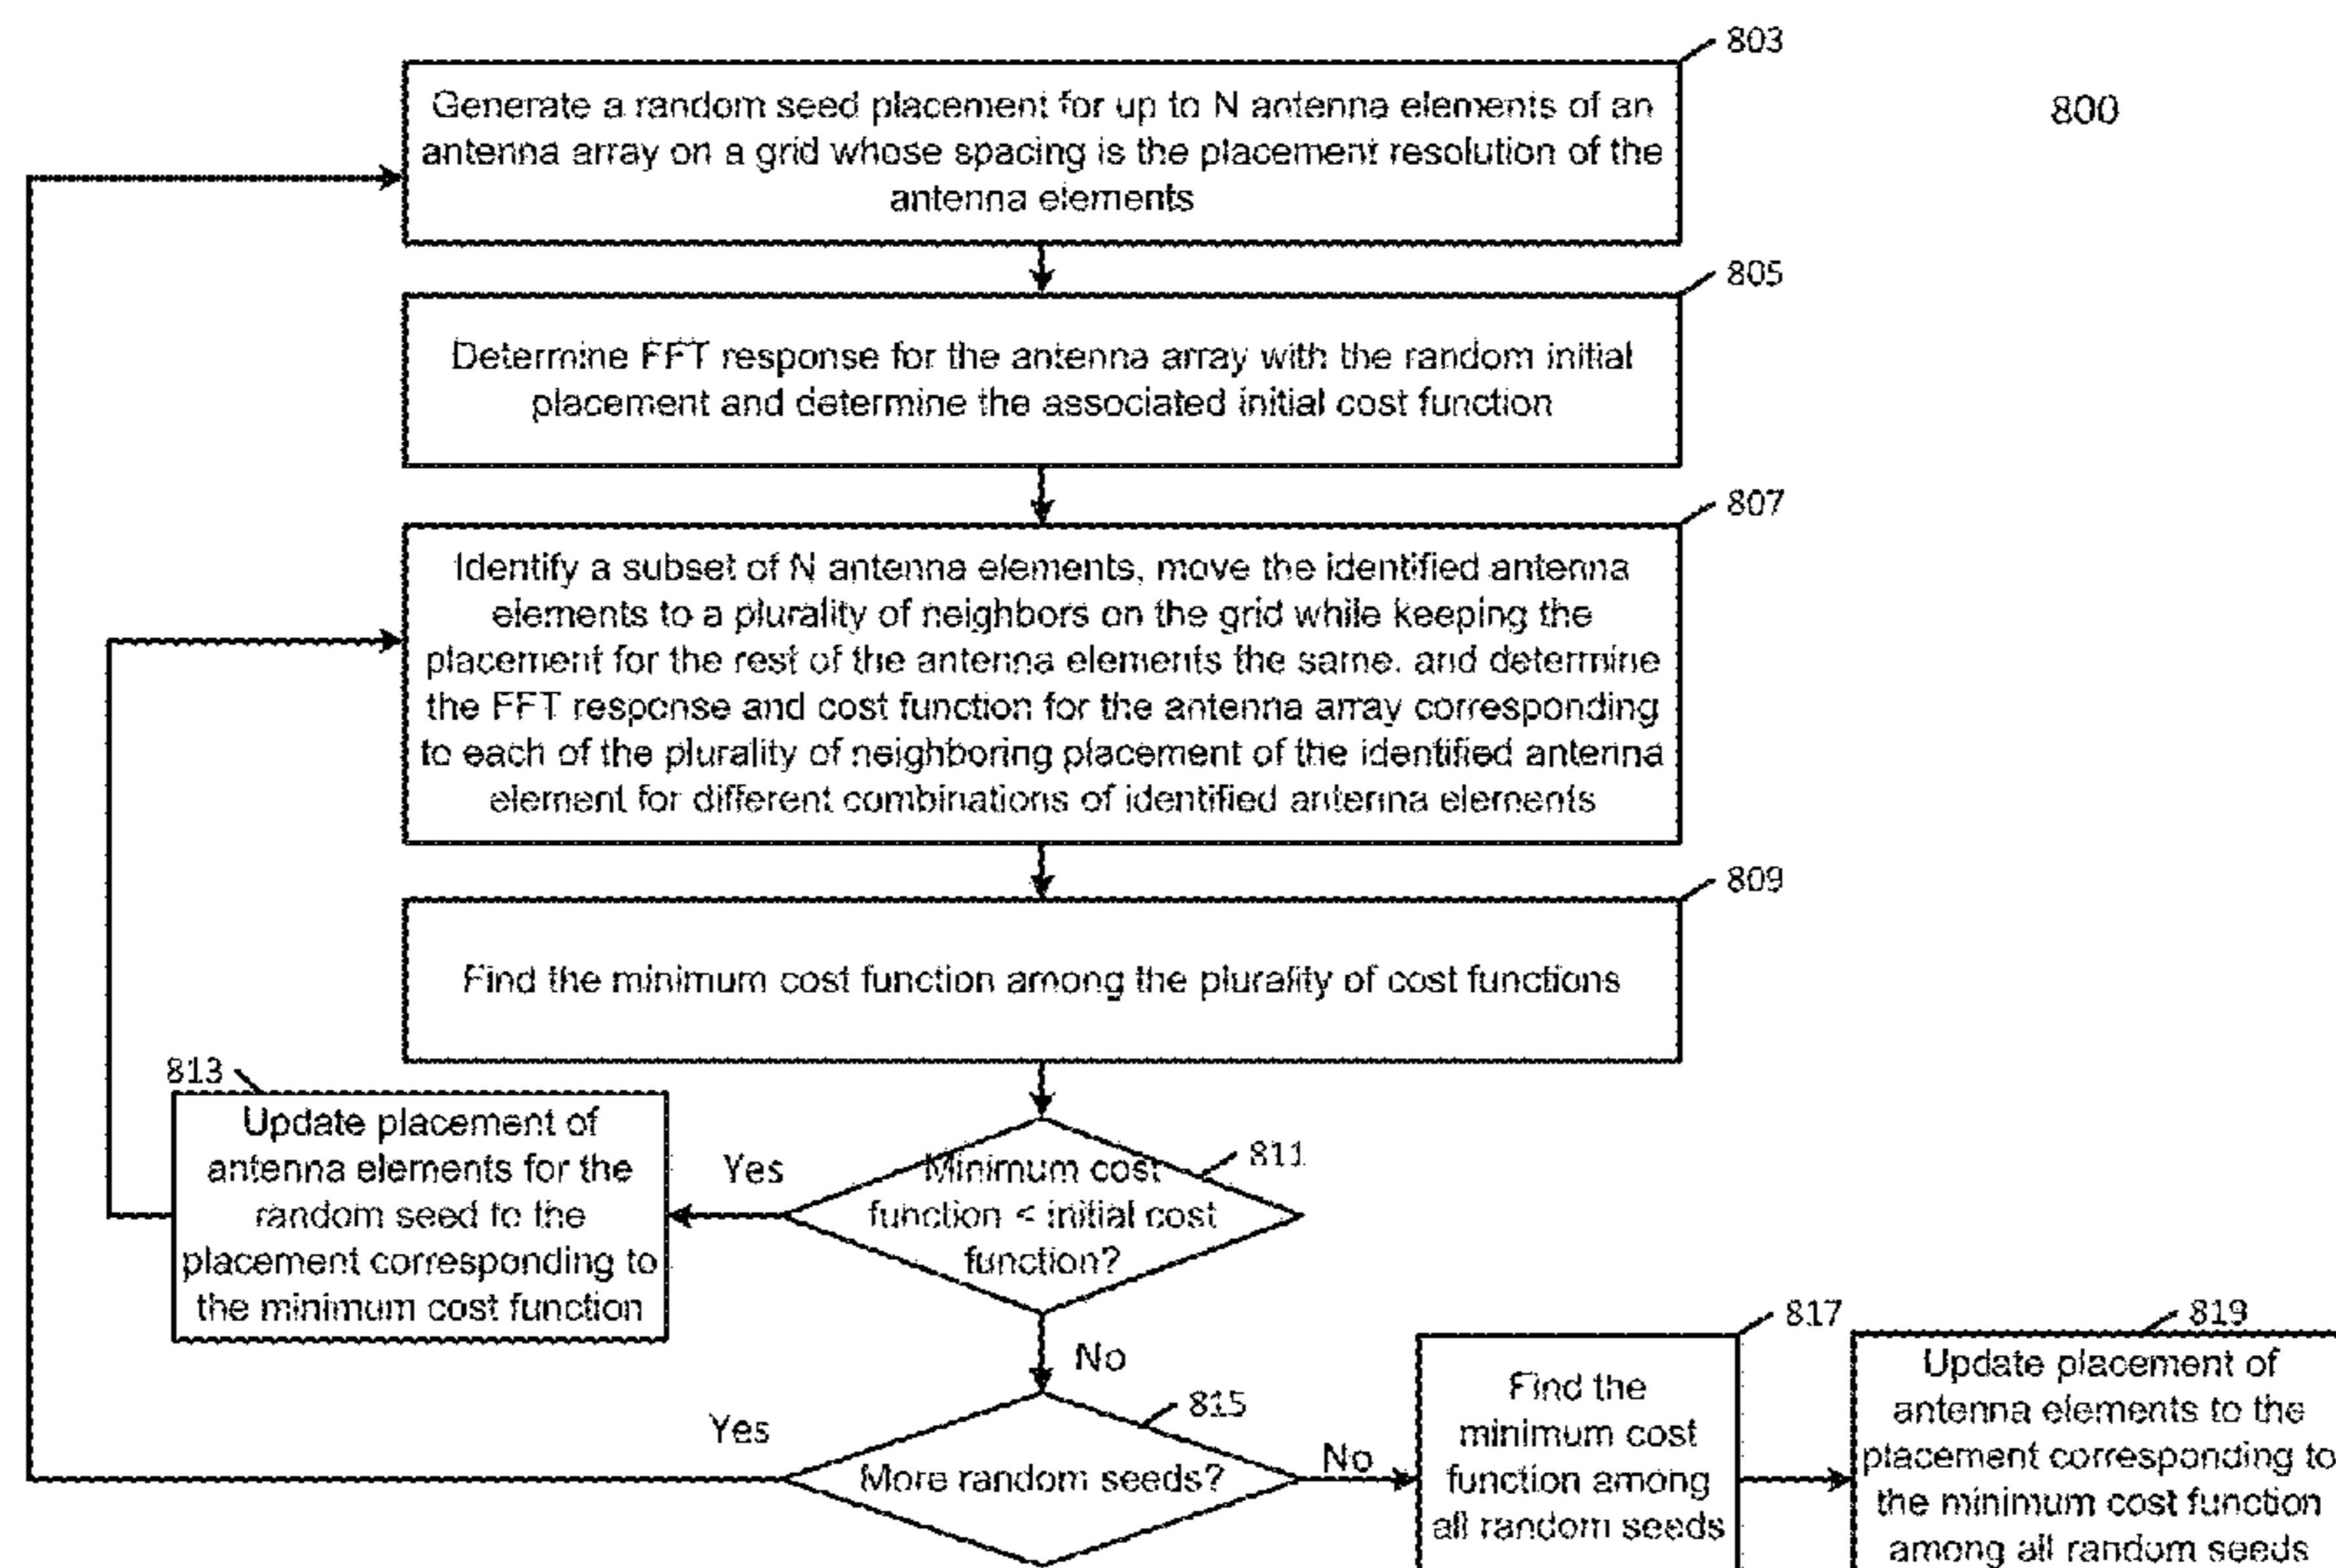 803
800
Generate a random seed placement for up to N antenna elements of an
antenna array on a grid whose spacing is the placement resolution of the
antenna elements
805
Determine FFT response for the antenna array with the random initial
placement and determine the associated initial cost function
807
Identify a subset of N antenna elements, move the identified antenna
elements to a plurality of neighbors on the grid while keeping the
placement for the rest of the antenna elements the same. and determine
the FFT response and cost function for the antenna array corresponding
to each of the plurality of neighboring placement of the identified antenna
element for different combinations of identified antenna elements
809
Find the minimum cost function among the plurality of cost functions
813
Update placement of
antenna elements for the
random seed to the
placement corresponding to
the minimum cost function
Yes
811
Minimum cost
function < initial cost
function?
No
815
Yes
More random seeds?
No
817
Find the
minimum cost
function among
all random seeds
819
Update placement of
antenna elements to the
placement corresponding to
the minimum cost function
among all random seeds